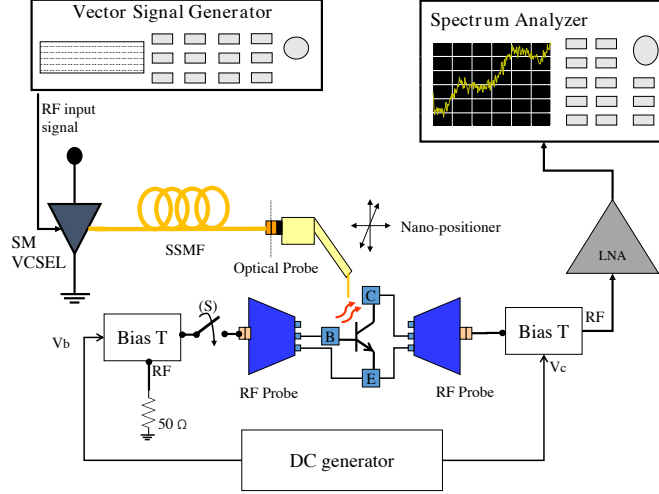 Vector Signal Generator
Spectrum Analyzer
RF input
signal
SM
VCSEL
SSMF
Optical Probe
Nano-positioner
LNA
(S)
C
B
E
Bias T
Bias T
RF
RF
Vb
Vc
RF Probe
RF Probe
50 Ω
DC generator